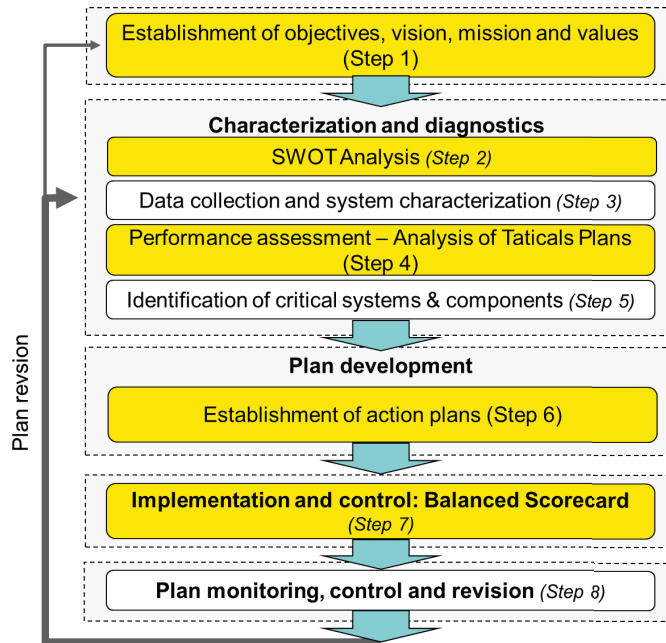 Establishment of objectives, vision, mission and values
(Step 1)
Characterization and diagnostics
SWOT Analysis (Step 2)
Data collection and system characterization (Step 3)
Performance assessment – Analysis of Taticals Plans
(Step 4)
Identification of critical systems & components (Step 5)
Plan development
Establishment of action plans (Step 6)
Implementation and control: Balanced Scorecard
(Step 7)
Plan monitoring, control and revision (Step 8)
Plan revsion